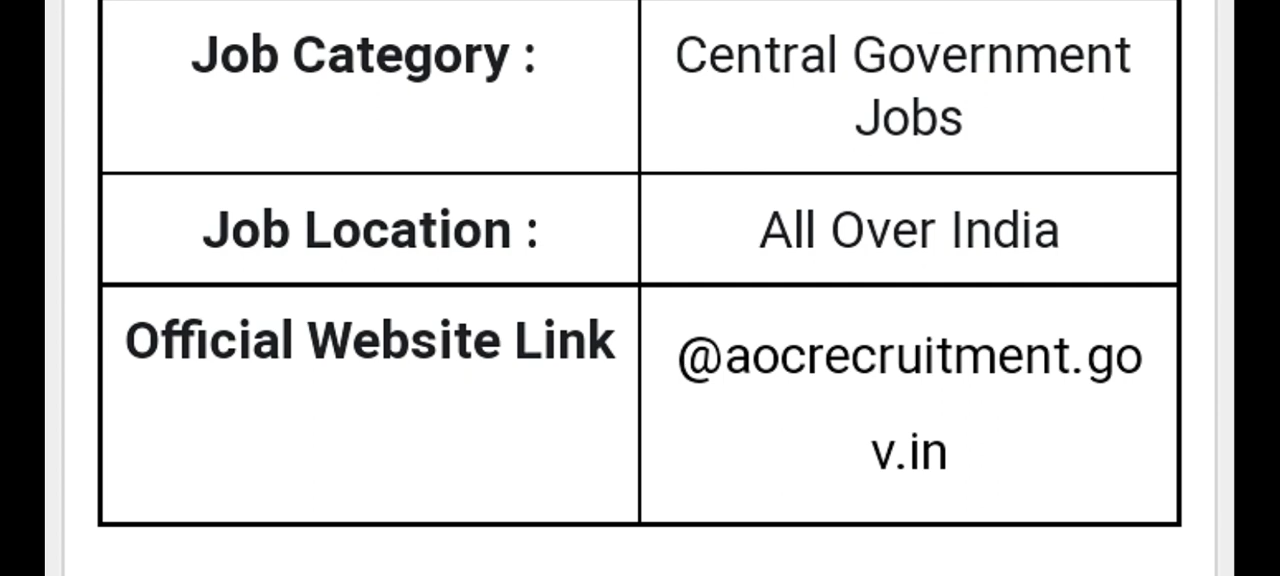 Job Category :
Central Government
Jobs
Job Location :
All Over India
Official Website Link
@aocrecruitment.go
v.in